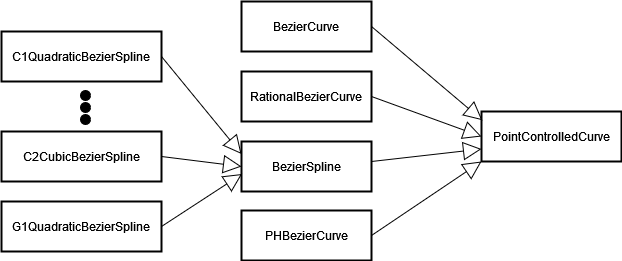 BezierCurve
C1QuadraticBezierSpline
RationalBezierCurve
PointControlledCurve
C2CubicBezierSpline
BezierSpline
G1QuadraticBezierSpline
PHBezierCurve